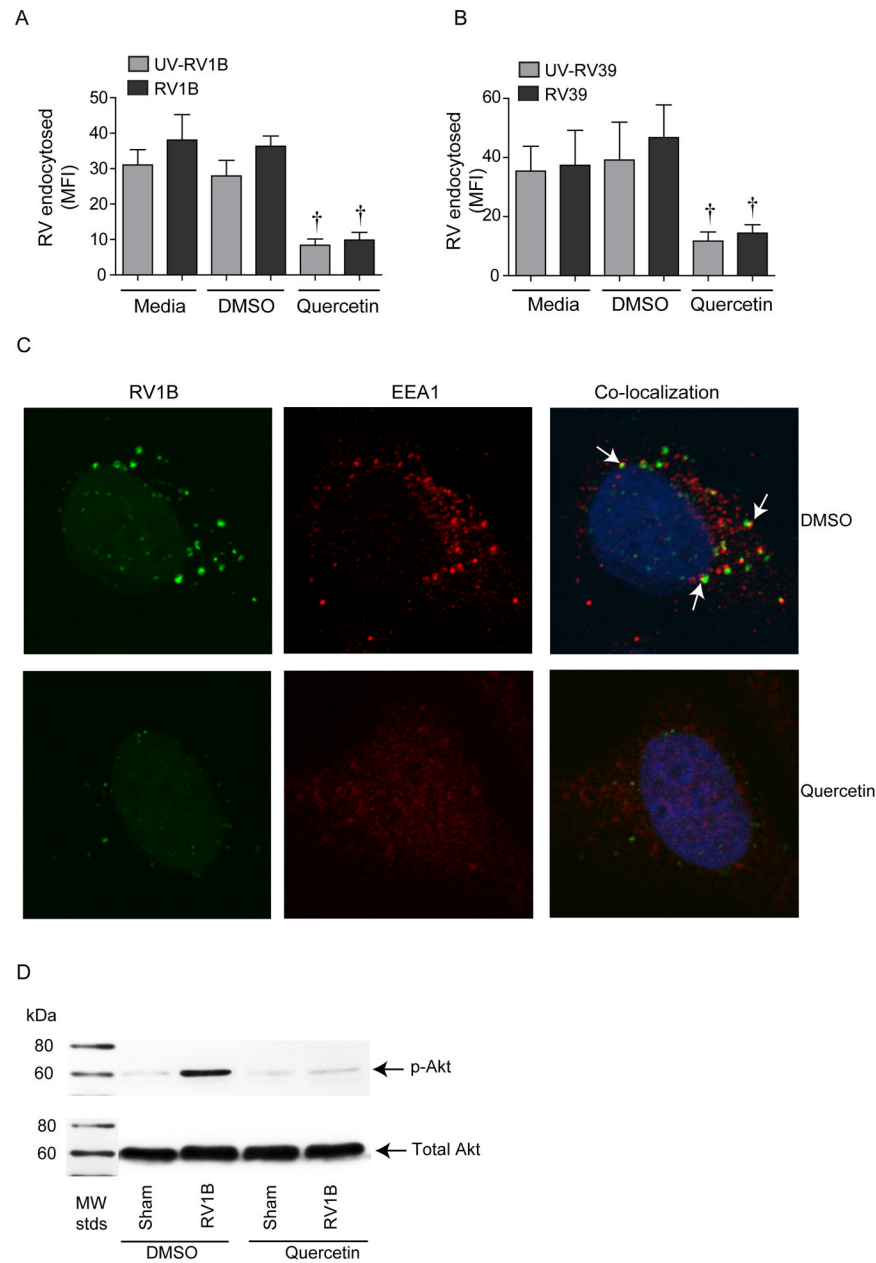 A
UV-RV1B
RV1B
RV endocytosed
(MFI)
50
40
30
20
10
0
†
†
Media
DMSO
Quercetin
B
UV-RV39
RV39
RV endocytosed
(MFI)
60
40
20
0
†
†
Media
DMSO
Quercetin
C
RV1B
EEA1
Co-localization
DMSO
Quercetin
D
kDa
80
60
p-Akt
80
60
Total Akt
MW
stds
Sham
RV1B
Sham
RV1B
DMSO
Quercetin